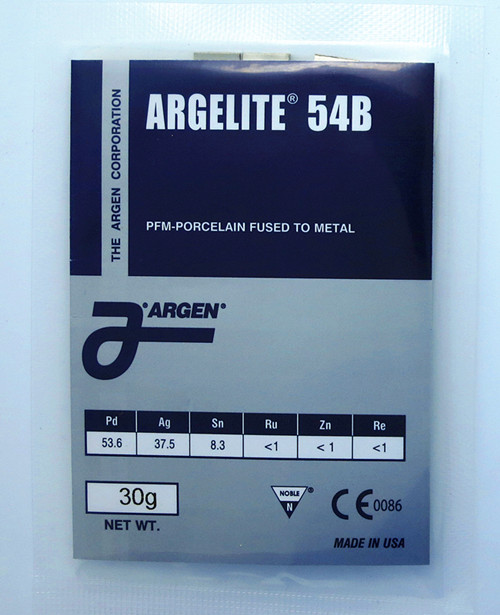 THE ARGEN CORPORATION
ARGELITE® 54B
PFM-PORCELAIN FUSED TO METAL
•ARGEN•
Pd Ag Sn Ru Zn Re
53.6 37.5 8.3 <1 < 1 <1
30g
NET WT.
NOBLE ®
N
CE 0086
MADE IN USA